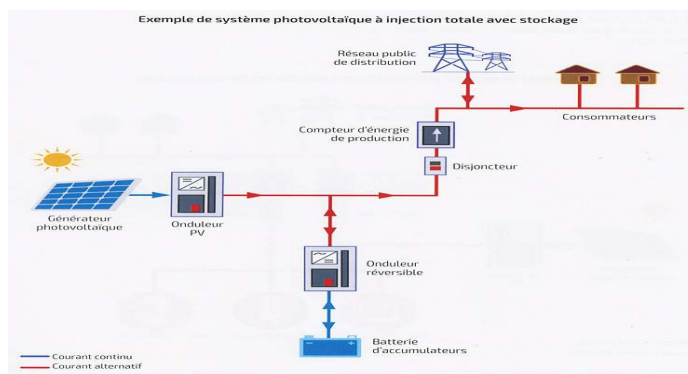 Exemple de système photovoltaïque à injection totale avec stockage
Réseau public
de distribution
Consommateurs
Compteur d'énergie
de production
Disjoncteur
Générateur
photovoltaïque
Onduleur
PV
Onduleur
réversible
Batterie
d'accumulateurs
Courant continu
Courant alternatif